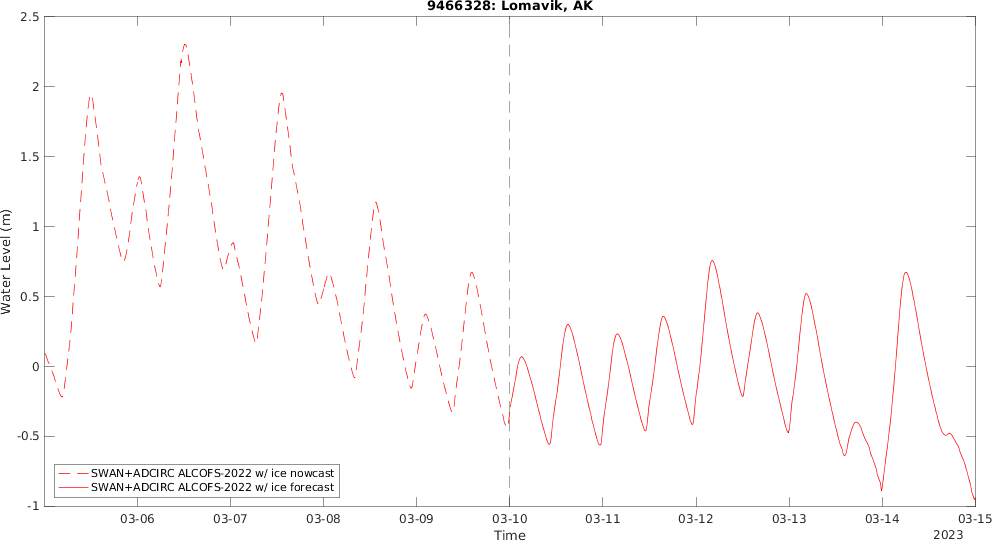 9466328: Lomavik, AK
2.5
2
1.5
1
0.5
0
-0.5
-1
Water Level (m)
SWAN+ADCIRC ALCOFS-2022 w/ ice nowcast
SWAN+ADCIRC ALCOFS-2022 w/ ice forecast
03-06 03-07 03-08 03-09 03-10 03-11 03-12 03-13 03-14 03-15
Time
2023